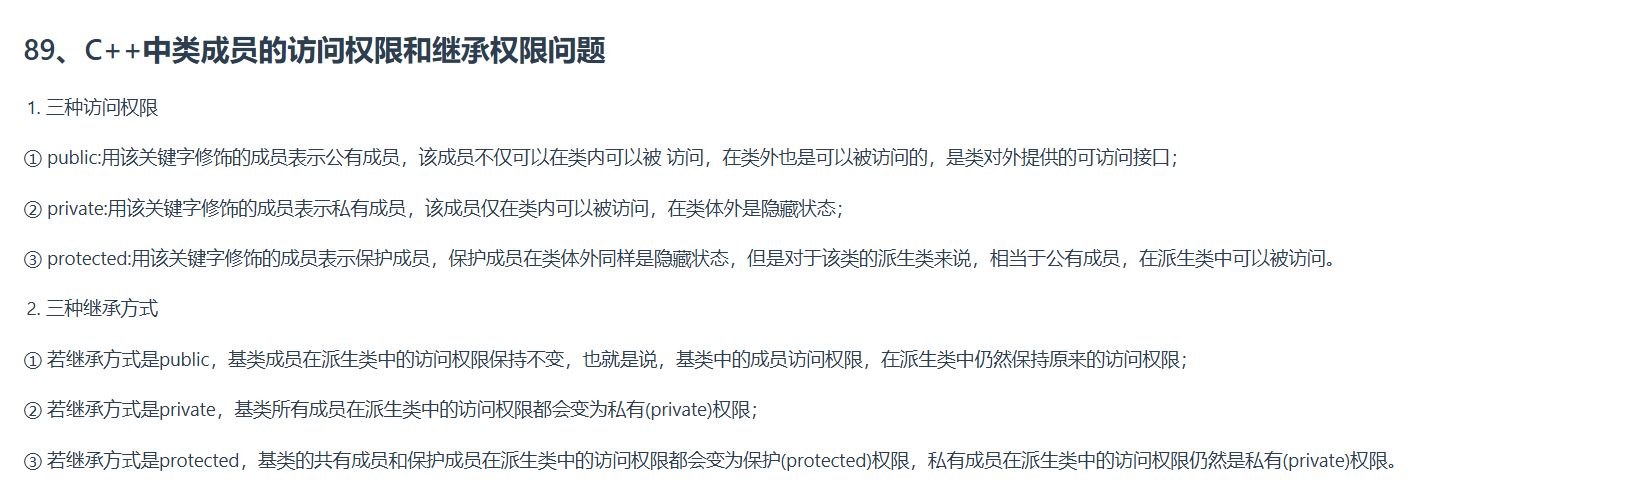 89、C++中类成员的访问权限和继承权限问题
1. 三种访问权限
① public:用该关键字修饰的成员表示公有成员，该成员不仅可以在类内可以被 访问，在类外也是可以被访问的，是类对外提供的可访问接口；
② private:用该关键字修饰的成员表示私有成员，该成员仅在类内可以被访问，在类体外是隐藏状态；
③ protected:用该关键字修饰的成员表示保护成员，保护成员在类体外同样是隐藏状态，但是对于该类的派生类来说，相当于公有成员，在派生类中可以被访问。
2. 三种继承方式
① 若继承方式是public，基类成员在派生类中的访问权限保持不变，也就是说，基类中的成员访问权限，在派生类中仍然保持原来的访问权限；
② 若继承方式是private，基类所有成员在派生类中的访问权限都会变为私有(private)权限；
③ 若继承方式是protected，基类的共有成员和保护成员在派生类中的访问权限都会变为保护(protected)权限，私有成员在派生类中的访问权限仍然是私有(private)权限。